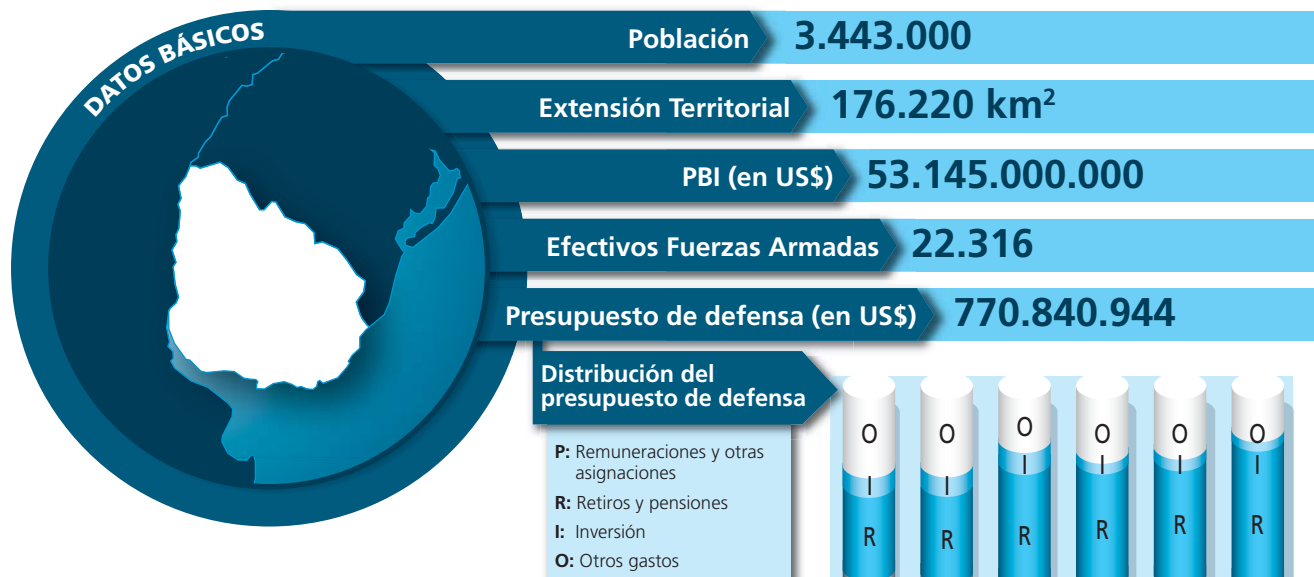 DATOS BÁSICOS
Población 3.443.000
Extensión Territorial 176.220 km²
PBI (en US$) 53.145.000.000
Efectivos Fuerzas Armadas 22.316
Presupuesto de defensa (en US$) 770.840.944
Distribución del
presupuesto de defensa
P: Remuneraciones y otras
asignaciones
R: Retiros y pensiones
I: Inversión
O: Otros gastos
O O O O O O
I I I I I I
R R R R R R